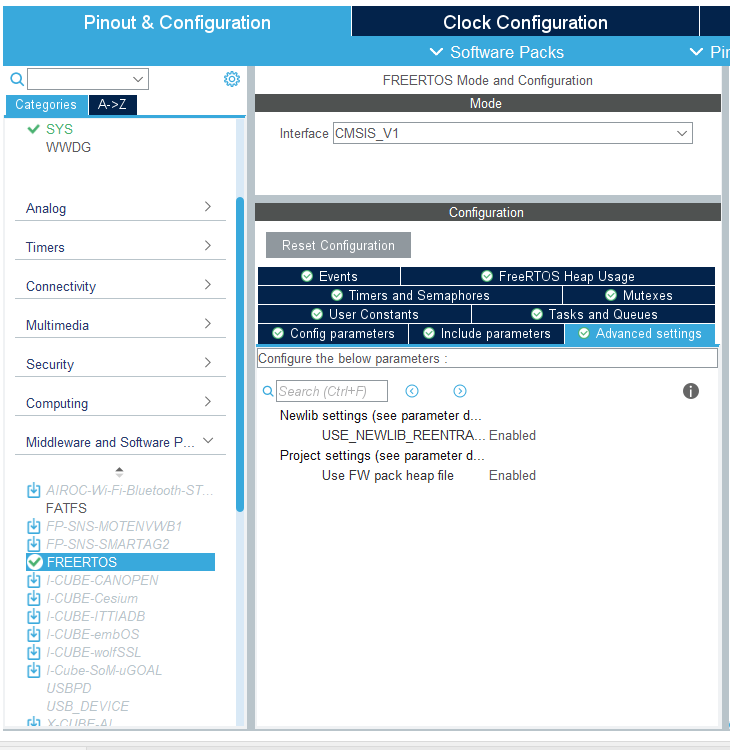 Pinout & Configuration
Clock Configuration
Software Packs
Pi
FREERTOS Mode and Configuration
Mode
Categories
A->Z
Interface CMSIS_V1
SYS
WWDG
Analog
Timers
Connectivity
Multimedia
Security
Computing
Middleware and Software P...
AIROC-Wi-Fi-Bluetooth-ST...
FATFS
FP-SNS-MOTENVWB1
FP-SNS-SMARTAG2
FREERTOS
I-CUBE-CANOPEN
I-CUBE-Cesium
I-CUBE-ITTIADB
I-CUBE-embOS
I-CUBE-wolfSSL
I-Cube-SoM-uGOAL
USBPD
USB_DEVICE
X-CUBE-AI
Configuration
Reset Configuration
Events
FreeRTOS Heap Usage
Timers and Semaphores
Mutexes
User Constants
Tasks and Queues
Config parameters
Include parameters
Advanced settings
Configure the below parameters :
Search (Ctrl+F)
Newlib settings (see parameter d...
USE_NEWLIB_REENTRA... Enabled
Project settings (see parameter d...
Use FW pack heap file Enabled